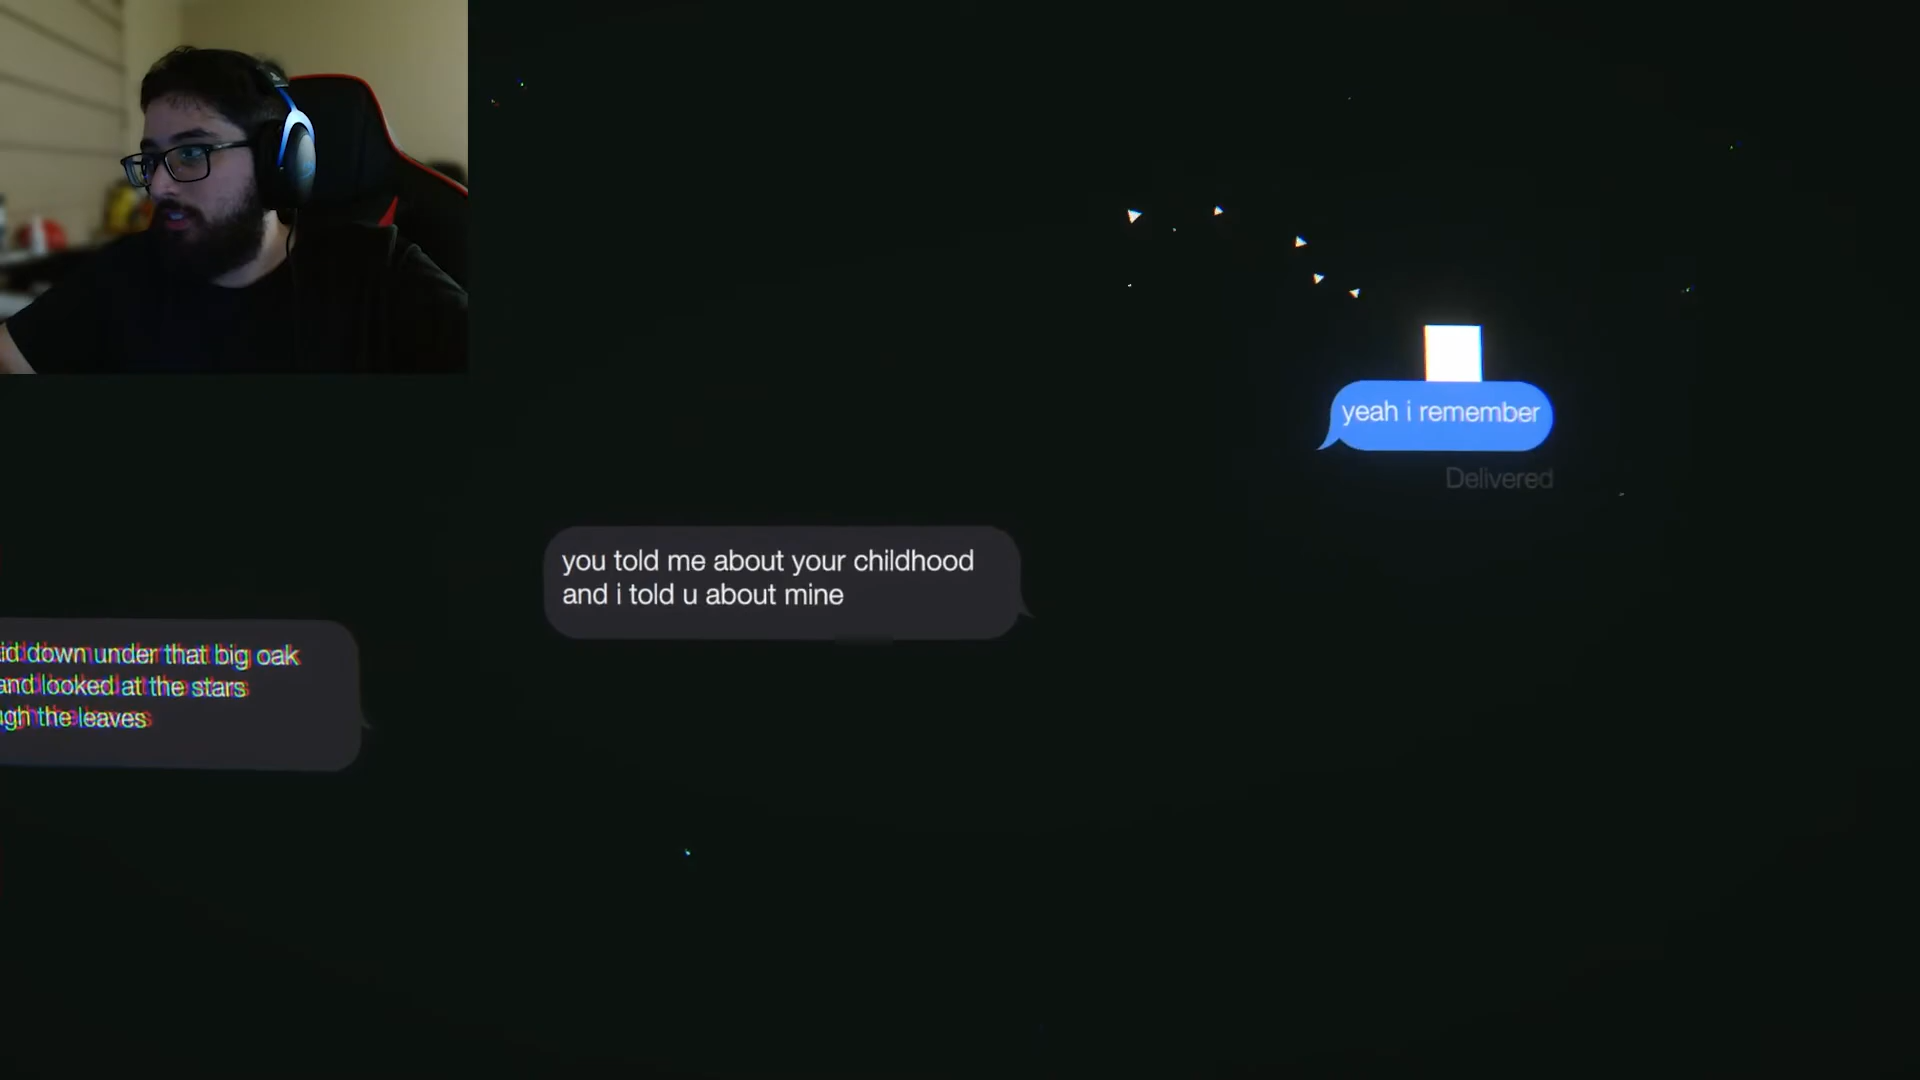 yeah i remember
Delivered
you told me about your childhood
and i told u about mine
down under that big oak
and looked at the stars
the leaves